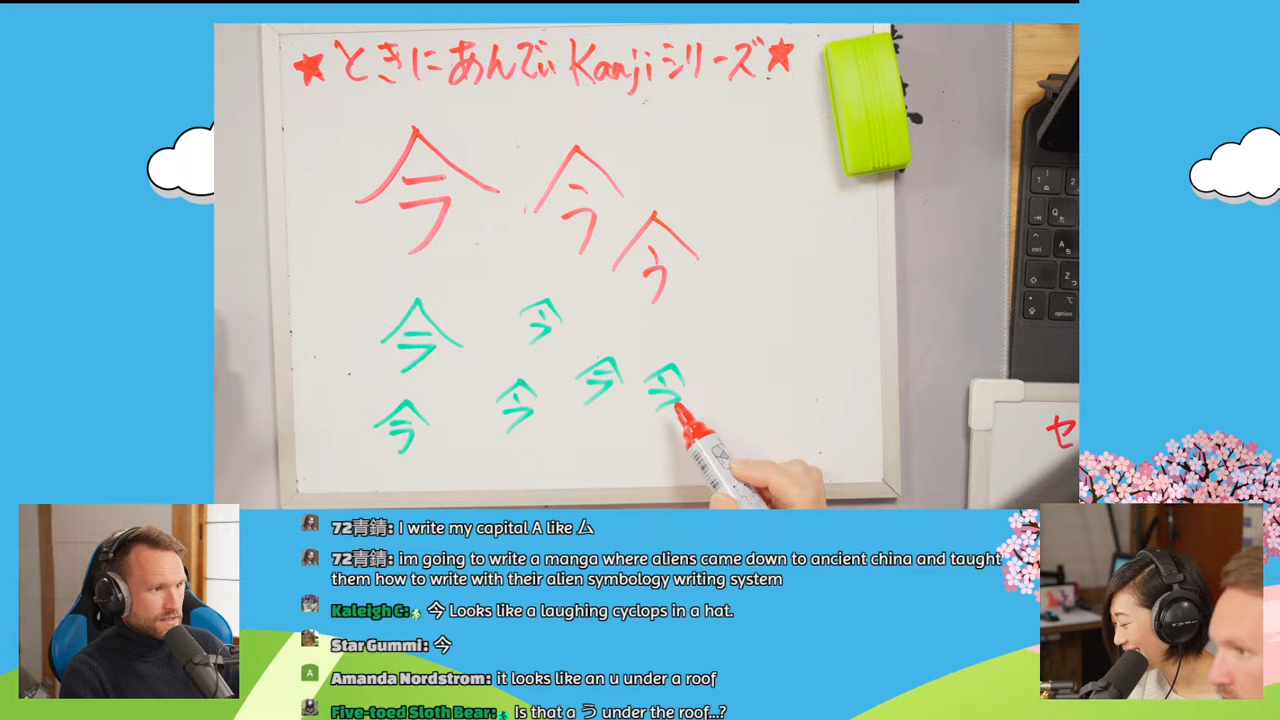 ★ときにあんでぃKanjiシリーズ★
今 今 今
今 今
今 今 今 今
セ
72青錆: I write my capital A like ム
72青錆: im going to write a manga where aliens came down to ancient china and taught
them how to write with their alien symbology writing system
Kaleigh C: 今 Looks like a laughing cyclops in a hat.
Star Gummi: 今
Amanda Nordstrom: it looks like an u under a roof
Five-toed Sloth Bear: Is that a う under the roof..?